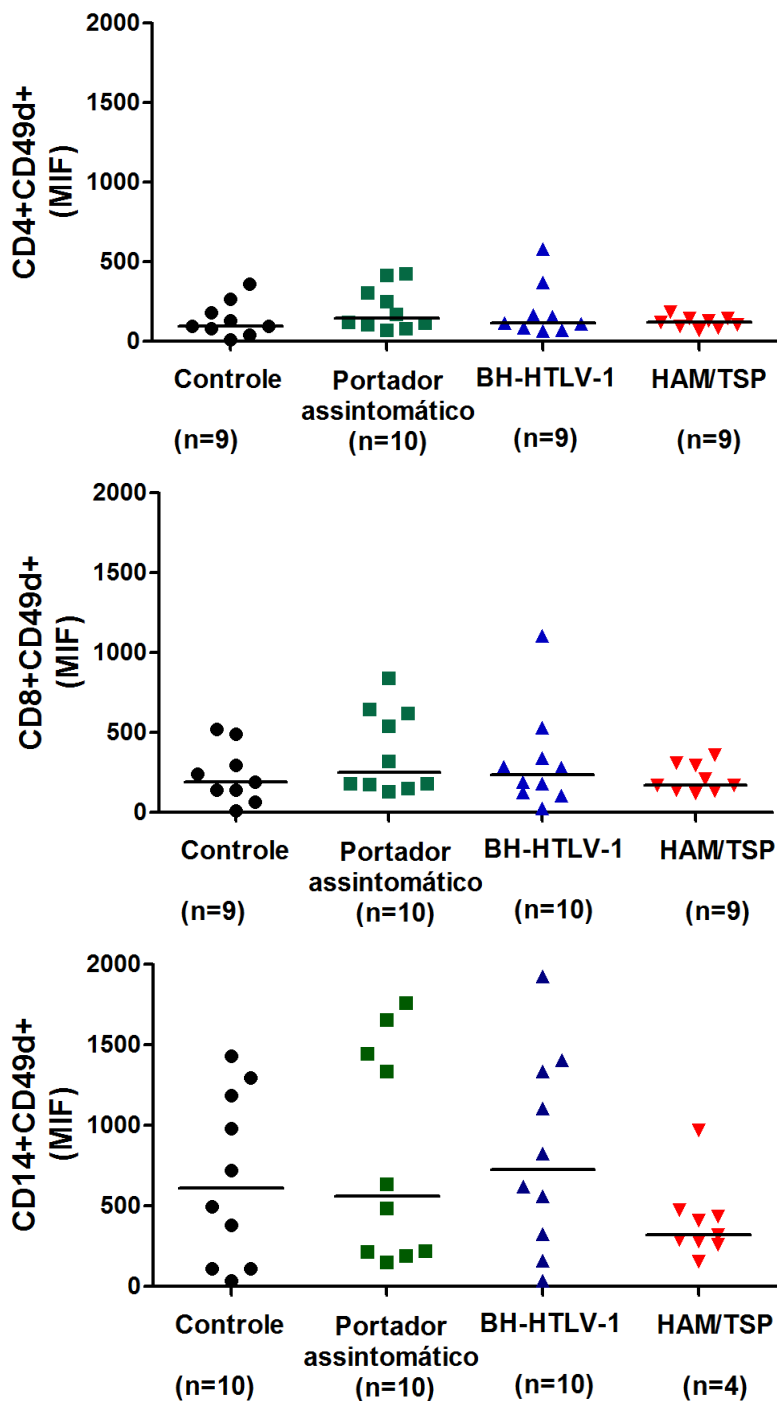 2000
1500
1000
500
0
CD4+CD49d+
(MIF)
Controle
Portador
assintomático
BH-HTLV-1
HAM/TSP
(n=9)
(n=10)
(n=9)
(n=9)
2000
1500
1000
500
0
CD8+CD49d+
(MIF)
Controle
Portador
assintomático
BH-HTLV-1
HAM/TSP
(n=9)
(n=10)
(n=10)
(n=9)
2000
1500
1000
500
0
CD14+CD49d+
(MIF)
Controle
Portador
assintomático
BH-HTLV-1
HAM/TSP
(n=10)
(n=10)
(n=10)
(n=4)